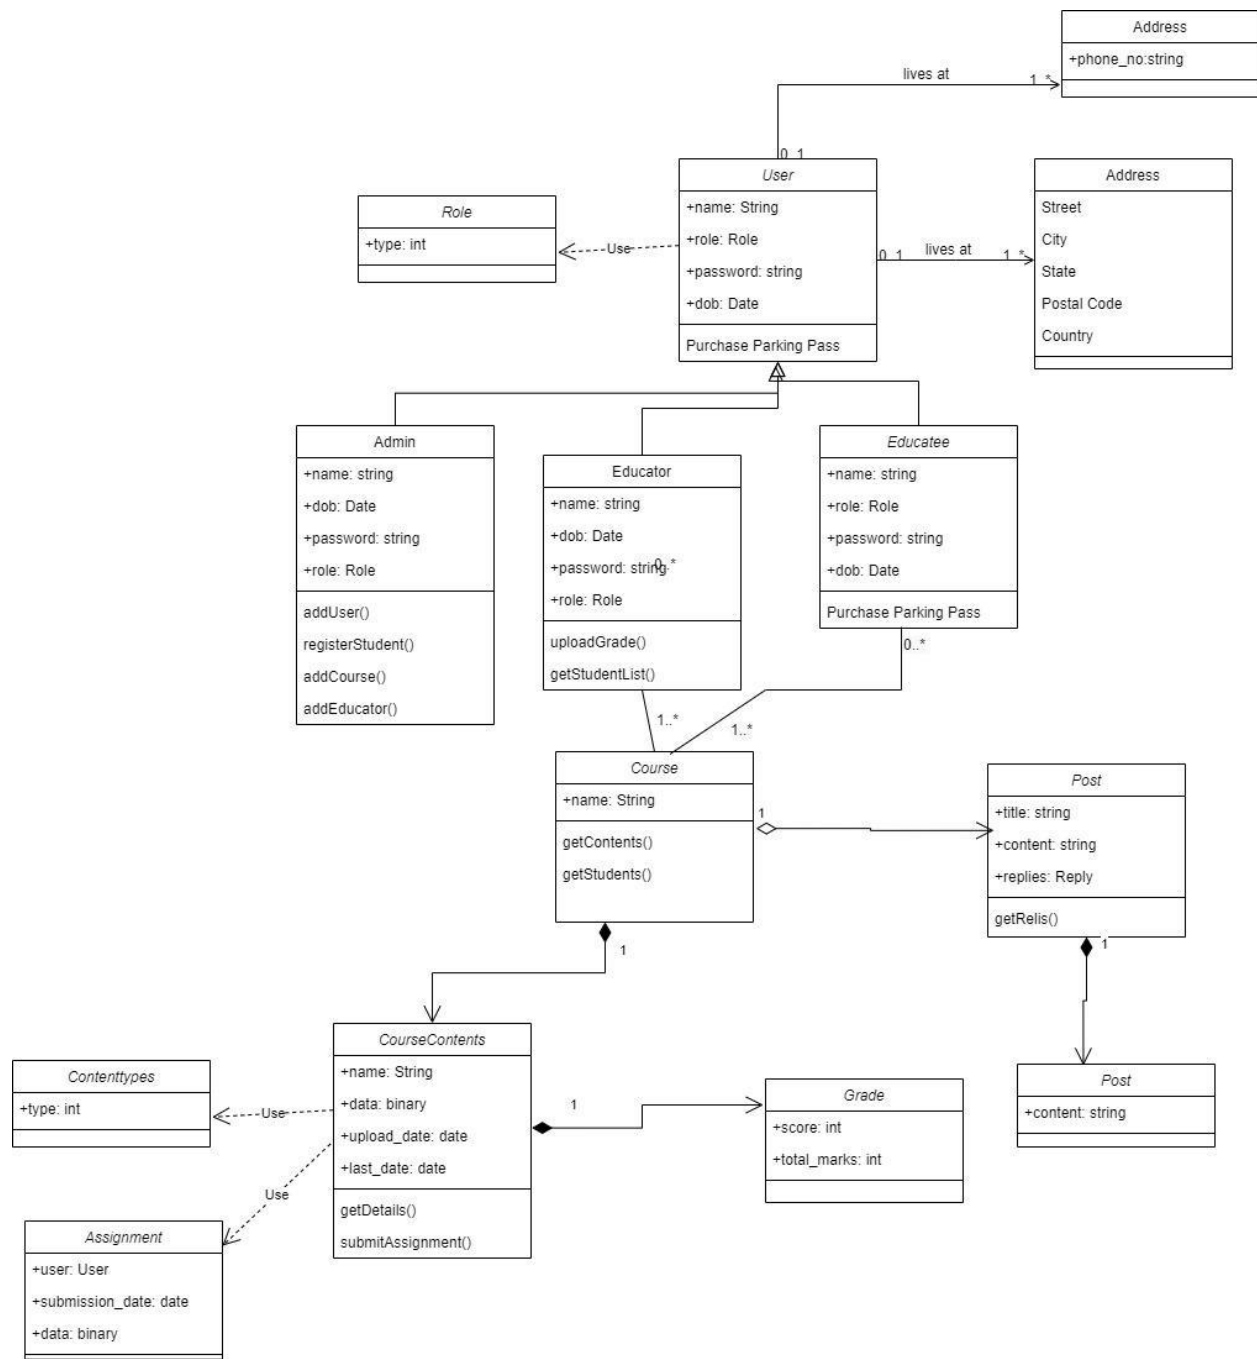 Address
+phone_no:string
lives at
1..*
0..1
User
+name: String
+role: Role
+password: string
+dob: Date
Purchase Parking Pass
Role
+type: int
Use
0..1
lives at
1..*
Address
Street
City
State
Postal Code
Country
Admin
+name: string
+dob: Date
+password: string
+role: Role
addUser()
registerStudent()
addCourse()
addEducator()
Educator
+name: string
+dob: Date
+password: string
0..*
+role: Role
uploadGrade()
getStudentList()
Educatee
+name: string
+role: Role
+password: string
+dob: Date
Purchase Parking Pass
0..*
1..*
1..*
Course
+name: String
getContents()
getStudents()
1
Post
+title: string
+content: string
+replies: Reply
getRelis()
1
1
CourseContents
+name: String
+data: binary
+upload_date: date
+last_date: date
getDetails()
submitAssignment()
Contenttypes
+type: int
Use
Use
1
Grade
+score: int
+total_marks: int
Post
+content: string
Assignment
+user: User
+submission_date: date
+data: binary